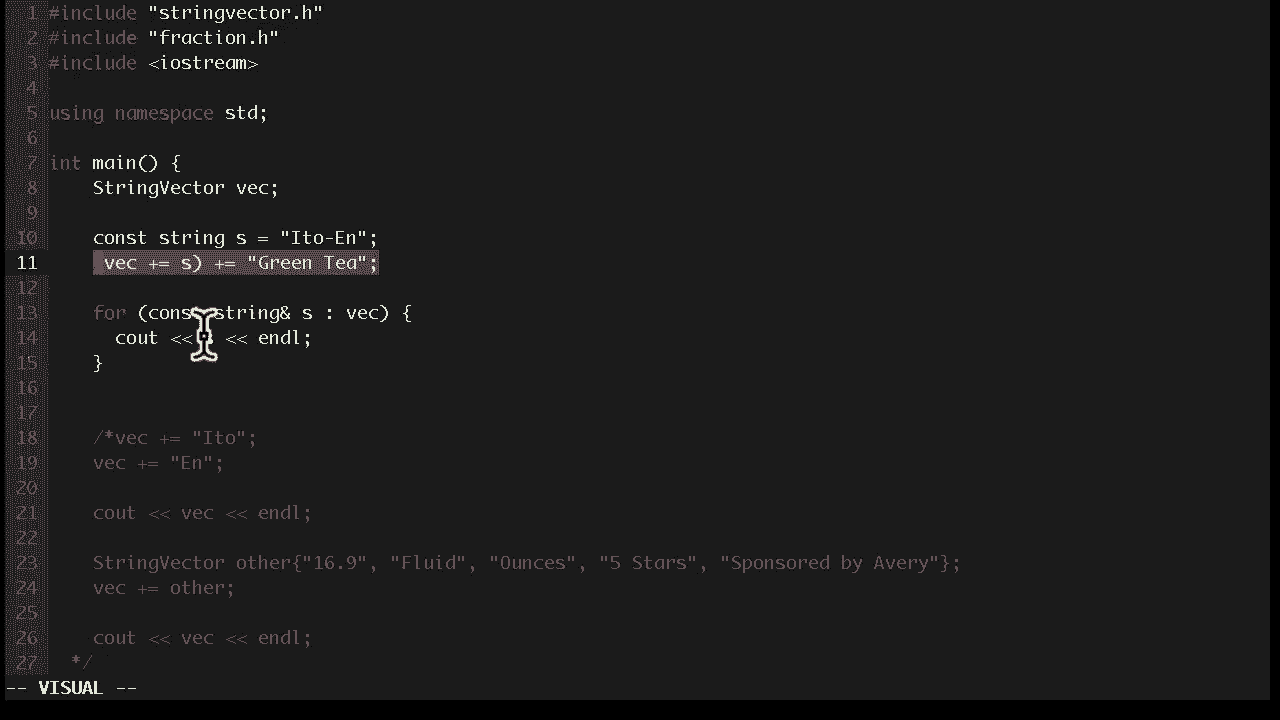 1 #include "stringvector.h"
2 #include "fraction.h"
3 #include <iostream>
4
5 using namespace std;
6
7 int main() {
8     StringVector vec;
9
10     const string s = "Ito-En";
11      vec += s) += "Green Tea";
12
13     for (const string& s : vec) {
14       cout << << endl;
15     }
16
17
18     /*vec += "Ito";
19     vec += "En";
20
21     cout << vec << endl;
22
23     StringVector other{"16.9", "Fluid", "Ounces", "5 Stars", "Sponsored by Avery"};
24     vec += other;
25
26     cout << vec << endl;
27   */
-- VISUAL --